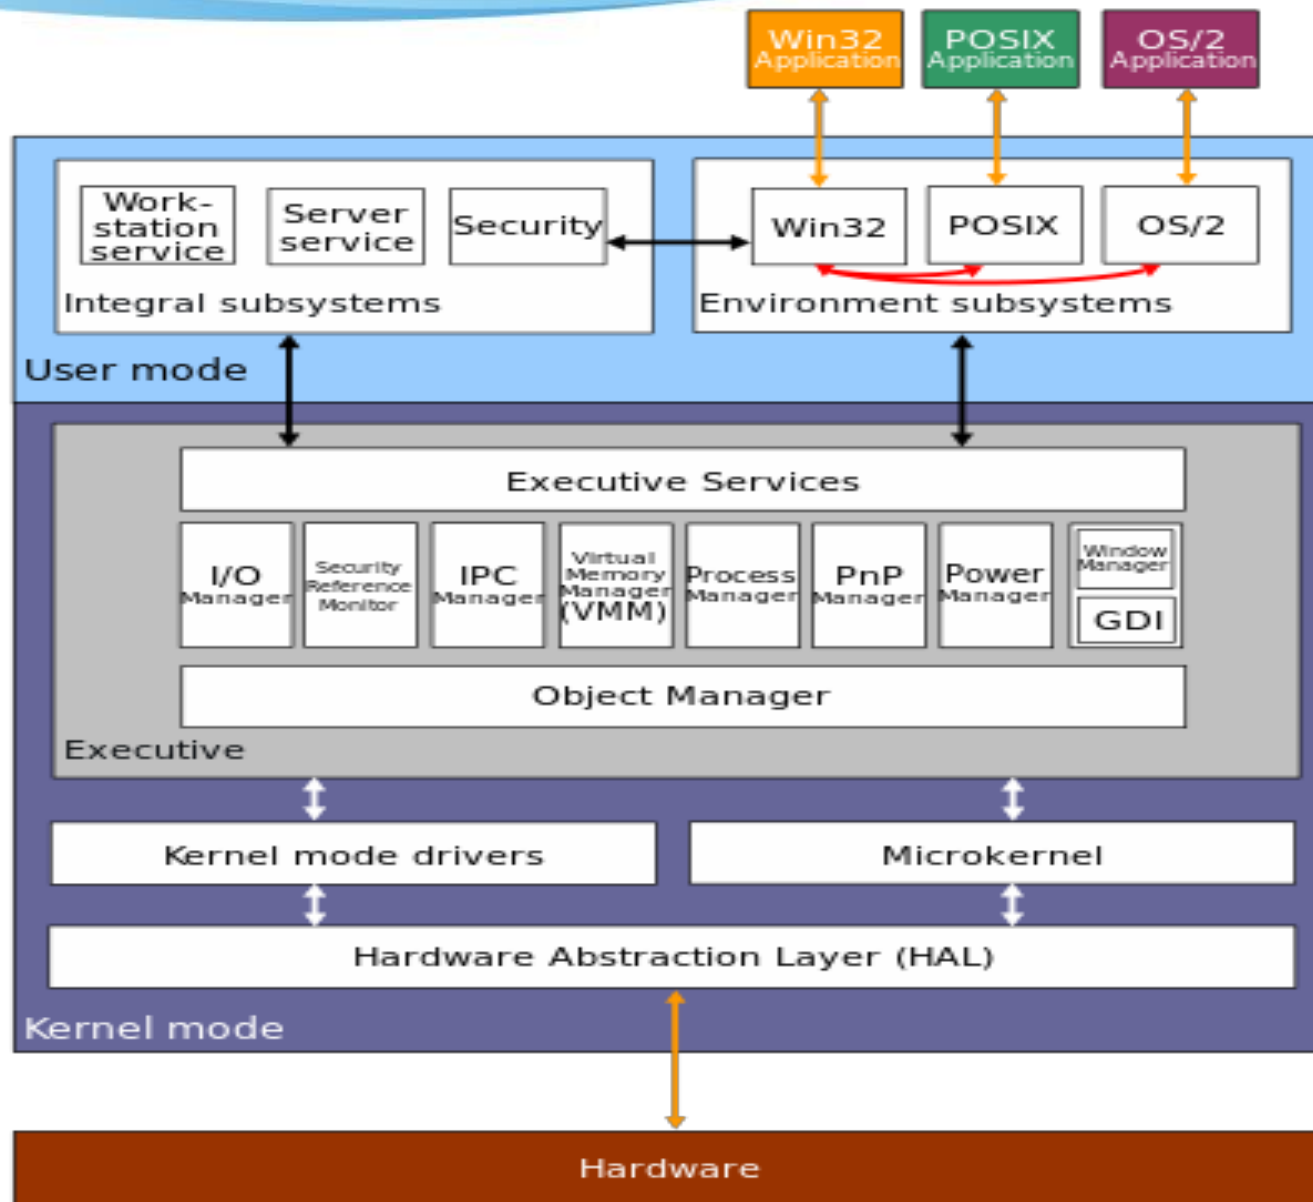 Win32
Application
POSIX
Application
OS/2
Application
Work-
station
service
Server
service
Security
Integral subsystems
Win32
POSIX
OS/2
Environment subsystems
User mode
Executive Services
I/O
Manager
Security
Reference
Monitor
IPC
Manager
Virtual
Memory
Manager
(VMM)
Process
Manager
PnP
Manager
Power
Manager
Window
Manager
GDI
Object Manager
Executive
Kernel mode drivers
Microkernel
Hardware Abstraction Layer (HAL)
Kernel mode
Hardware